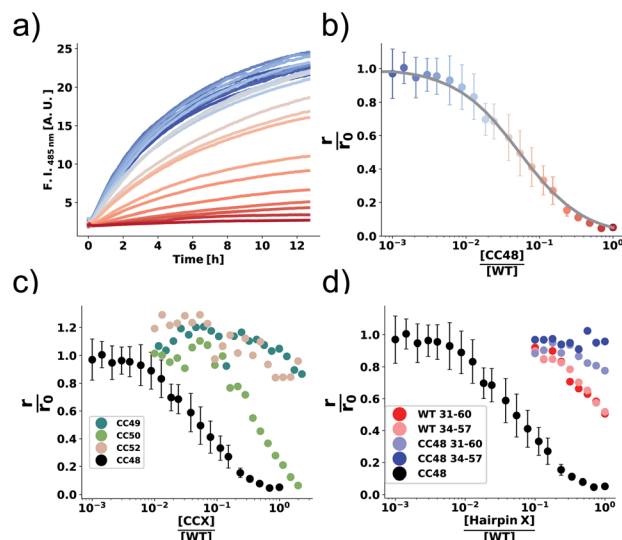 a)
25
20
15
10
5
F. I. 485 nm [A. U.]
0 2 4 6 8 10 12
Time [h]
b)
1.0
0.8
0.6
0.4
0.2
0.0
r
r0
10−3 10−2 10−1 100
[CC48]
[WT]
c)
1.2
1.0
0.8
0.6
0.4
0.2
0.0
r
r0
CC49
CC50
CC52
CC48
10−3 10−2 10−1 100
[CCX]
[WT]
d)
1.0
0.8
0.6
0.4
0.2
0.0
r
r0
WT 31-60
WT 34-57
CC48 31-60
CC48 34-57
CC48
10−3 10−2 10−1 100
[Hairpin X]
[WT]